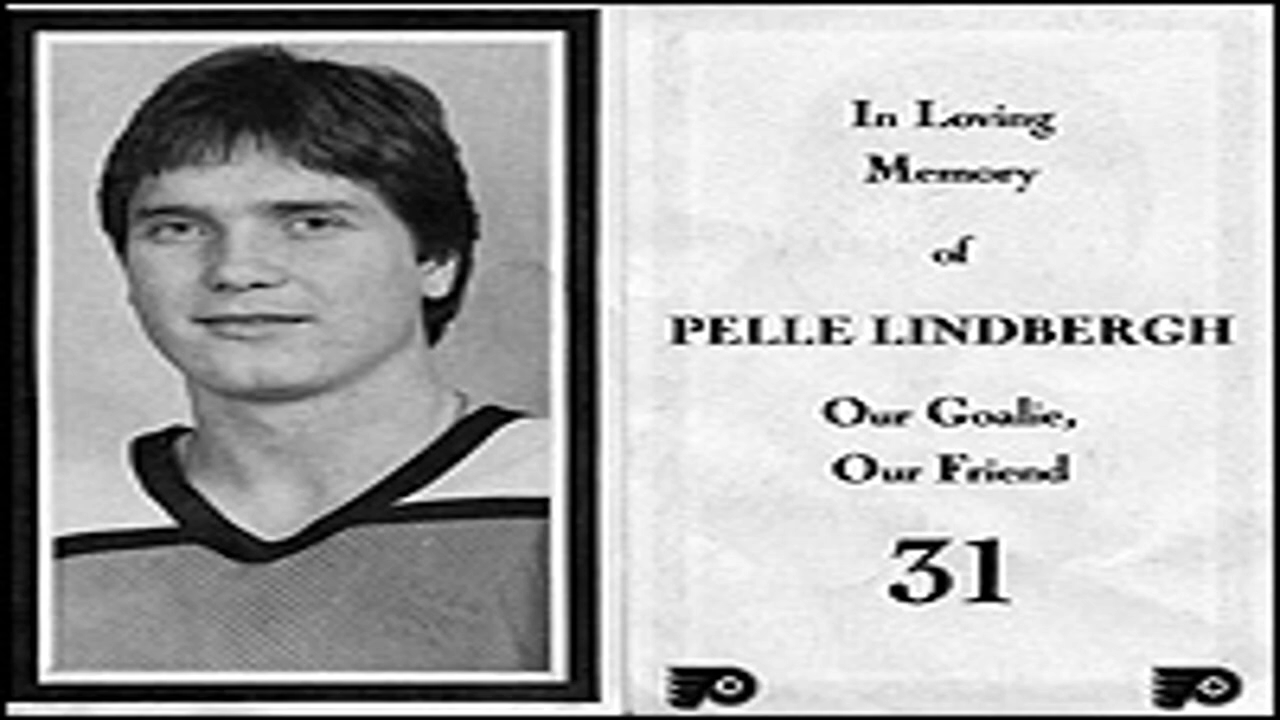 In Loving
Memory
of
PELLE LINDBERGH
Our Goalie,
Our Friend
31